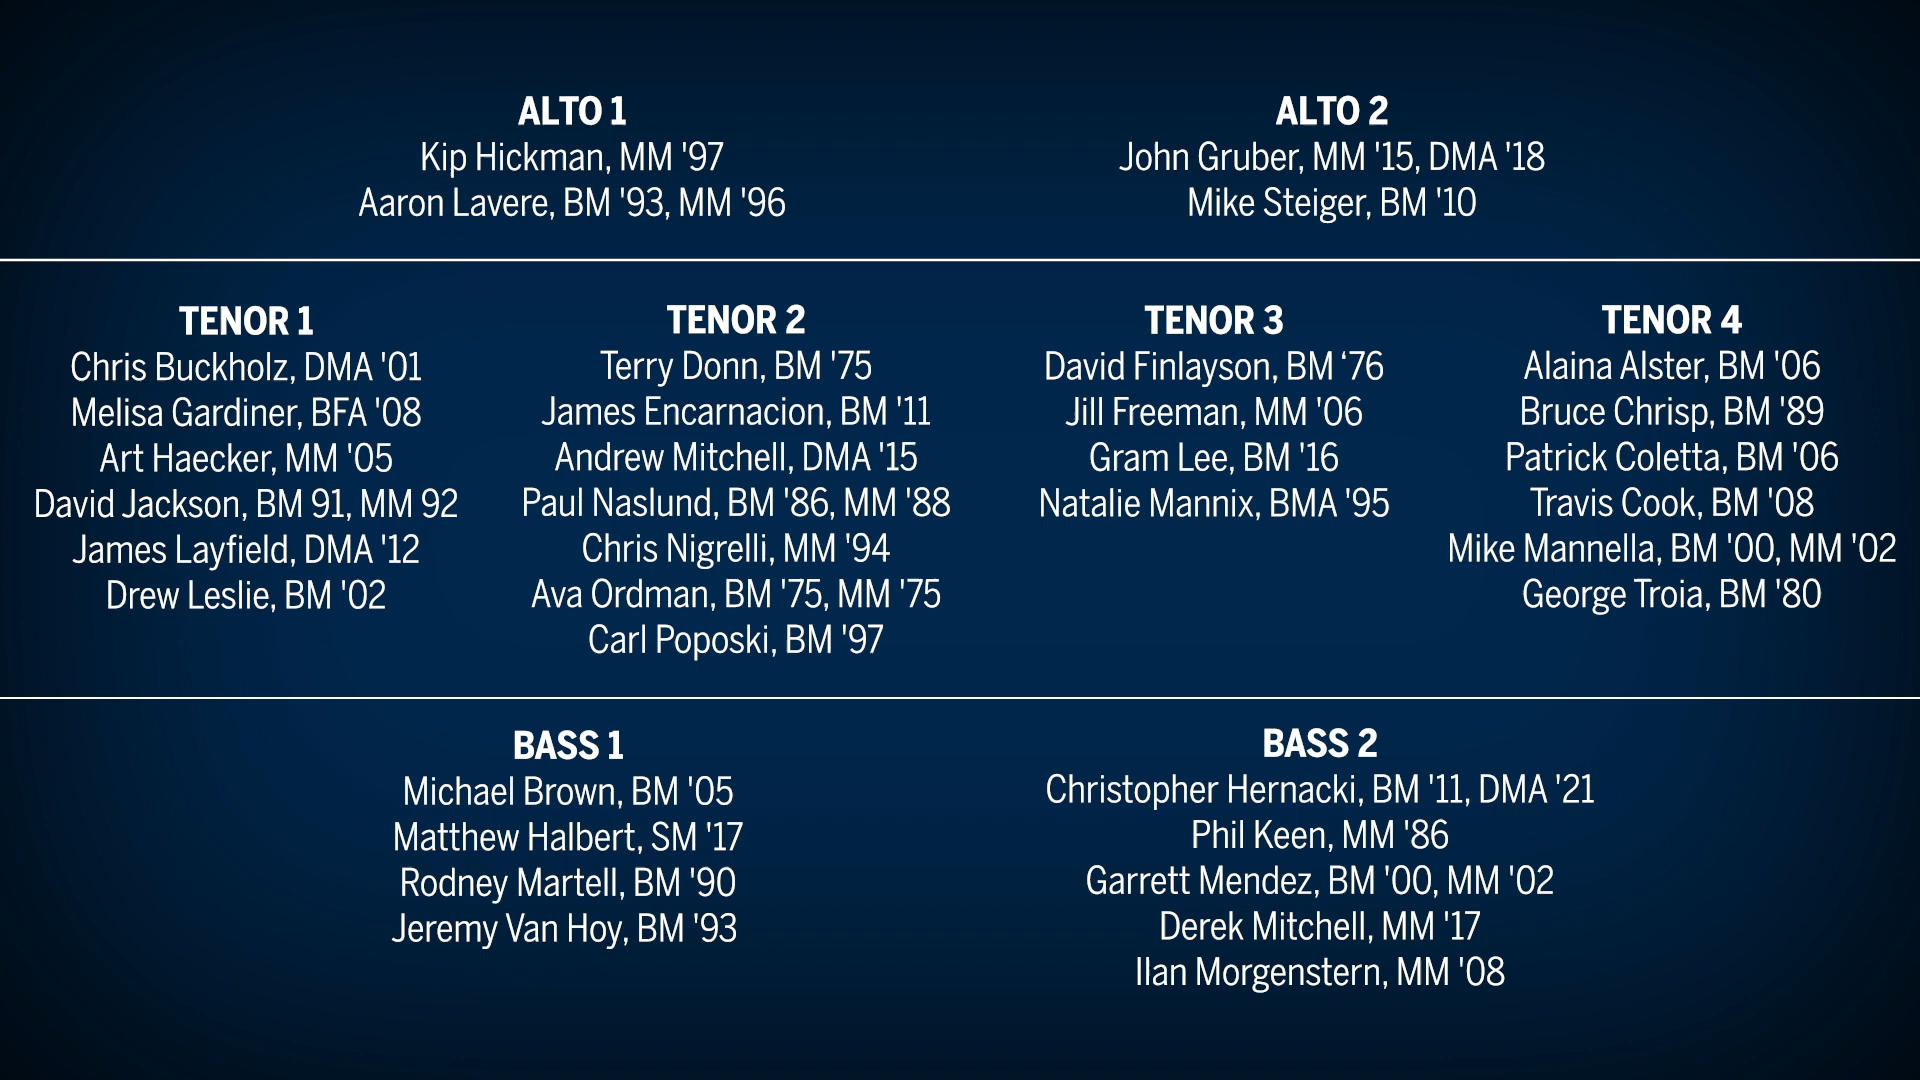 ALTO 1
Kip Hickman, MM '97
Aaron Lavere, BM '93, MM '96
ALTO 2
John Gruber, MM '15, DMA '18
Mike Steiger, BM '10
TENOR 1
Chris Buckholz, DMA '01
Melisa Gardiner, BFA '08
Art Haecker, MM '05
David Jackson, BM 91, MM 92
James Layfield, DMA '12
Drew Leslie, BM '02
TENOR 2
Terry Donn, BM '75
James Encarnacion, BM '11
Andrew Mitchell, DMA '15
Paul Naslund, BM '86, MM '88
Chris Nigrelli, MM '94
Ava Ordman, BM '75, MM '75
Carl Poposki, BM '97
TENOR 3
David Finlayson, BM ‘76
Jill Freeman, MM '06
Gram Lee, BM '16
Natalie Mannix, BMA '95
TENOR 4
Alaina Alster, BM '06
Bruce Chrisp, BM '89
Patrick Coletta, BM '06
Travis Cook, BM '08
Mike Mannella, BM '00, MM '02
George Troia, BM '80
BASS 1
Michael Brown, BM '05
Matthew Halbert, SM '17
Rodney Martell, BM '90
Jeremy Van Hoy, BM '93
BASS 2
Christopher Hernacki, BM '11, DMA '21
Phil Keen, MM '86
Garrett Mendez, BM '00, MM '02
Derek Mitchell, MM '17
Ilan Morgenstern, MM '08